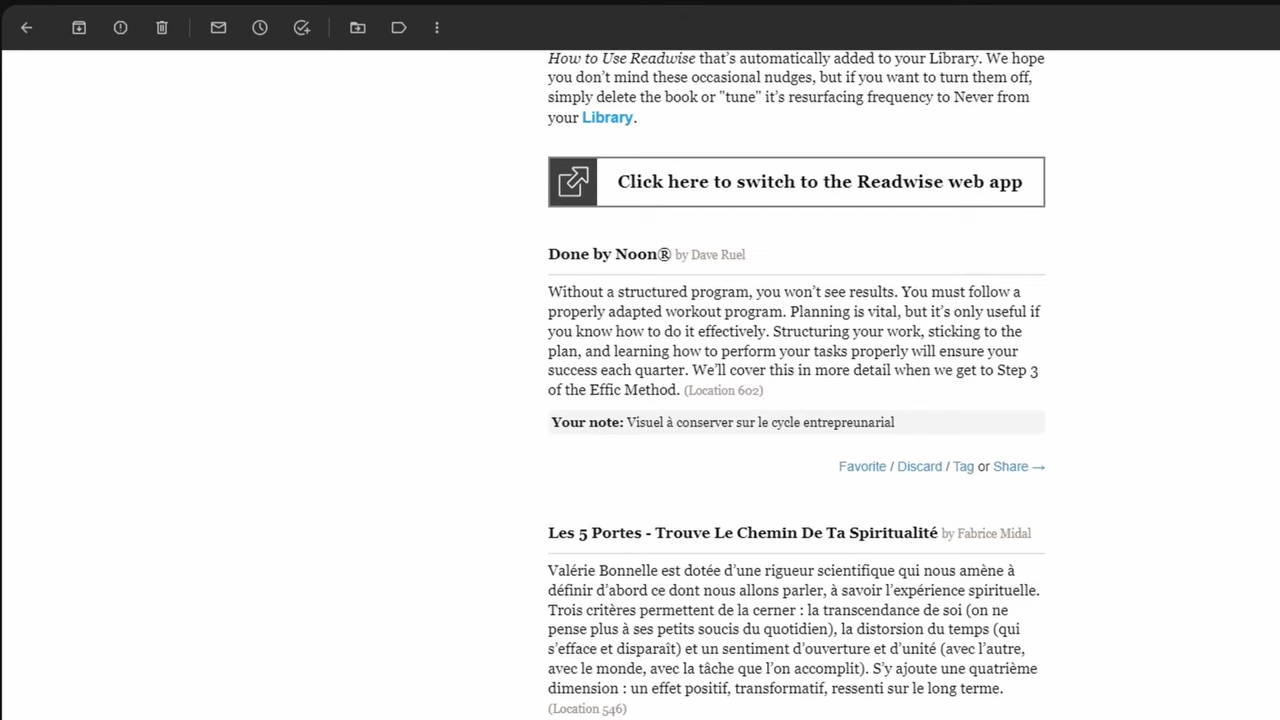 How to Use Readwise that’s automatically added to your Library. We hope
you don’t mind these occasional nudges, but if you want to turn them off,
simply delete the book or "tune" it’s resurfacing frequency to Never from
your Library.
Click here to switch to the Readwise web app
Done by Noon® by Dave Ruel
Without a structured program, you won’t see results. You must follow a
properly adapted workout program. Planning is vital, but it’s only useful if
you know how to do it effectively. Structuring your work, sticking to the
plan, and learning how to perform your tasks properly will ensure your
success each quarter. We’ll cover this in more detail when we get to Step 3
of the Effic Method. (Location 602)
Your note: Visuel à conserver sur le cycle entrepreunarial
Favorite / Discard / Tag or Share →
Les 5 Portes - Trouve Le Chemin De Ta Spiritualité by Fabrice Midal
Valérie Bonnelle est dotée d’une rigueur scientifique qui nous amène à
définir d’abord ce dont nous allons parler, à savoir l’expérience spirituelle.
Trois critères permettent de la cerner : la transcendance de soi (on ne
pense plus à ses petits soucis du quotidien), la distorsion du temps (qui
s’efface et disparaît) et un sentiment d’ouverture et d’unité (avec l’autre,
avec le monde, avec la tâche que l’on accomplit). S’y ajoute une quatrième
dimension : un effet positif, transformatif, ressenti sur le long terme.
(Location 546)